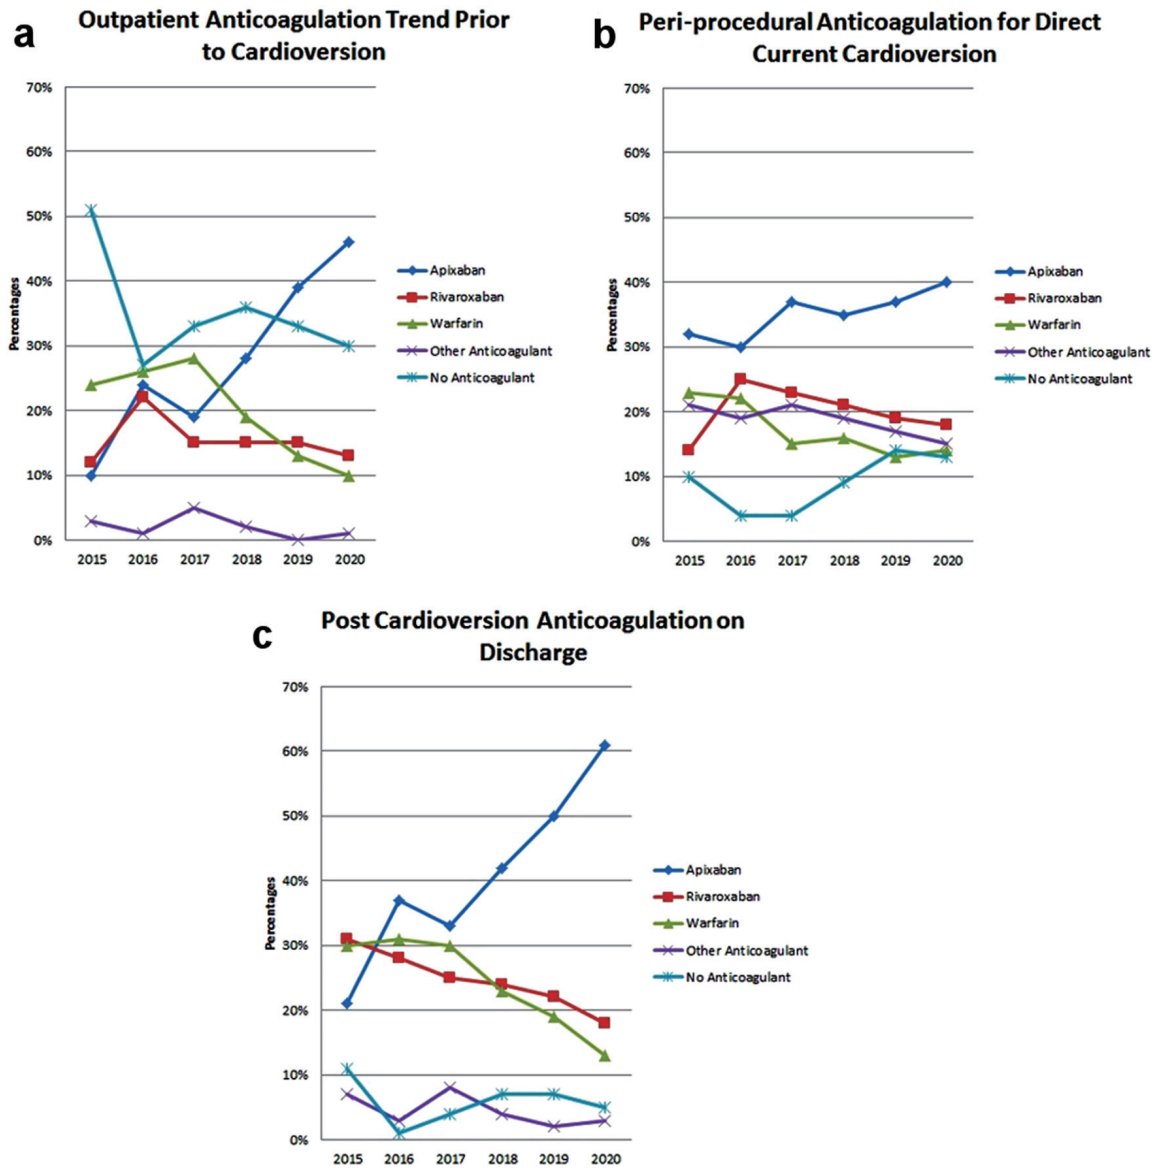 a
Outpatient Anticoagulation Trend Prior
to Cardioversion
70%
60%
50%
40%
30%
20%
10%
0%
Percentages
2015 2016 2017 2018 2019 2020
Apixaban
Rivaroxaban
Warfarin
Other Anticoagulant
No Anticoagulant
b
Peri-procedural Anticoagulation for Direct
Current Cardioversion
70%
60%
50%
40%
30%
20%
10%
0%
Percentages
2015 2016 2017 2018 2019 2020
Apixaban
Rivaroxaban
Warfarin
Other Anticoagulant
No Anticoagulant
c
Post Cardioversion Anticoagulation on
Discharge
70%
60%
50%
40%
30%
20%
10%
0%
Percentages
2015 2016 2017 2018 2019 2020
Apixaban
Rivaroxaban
Warfarin
Other Anticoagulant
No Anticoagulant